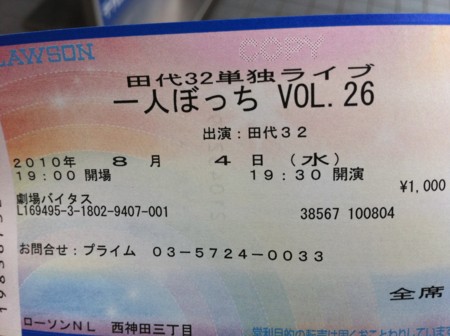 LAWSON
田代32単独ライブ
一人ぼっち VOL.26
出演：田代３２
２０１０年　８　月　４　日　（水）
１９：００ 開場　１９：３０ 開演
¥1,000
劇場バイタス
L169495-3-1802-9407-001　38567 100804
お問合せ：プライム　０３−５７２４−００３３
全席
ローソンＮＬ　西神田三丁目